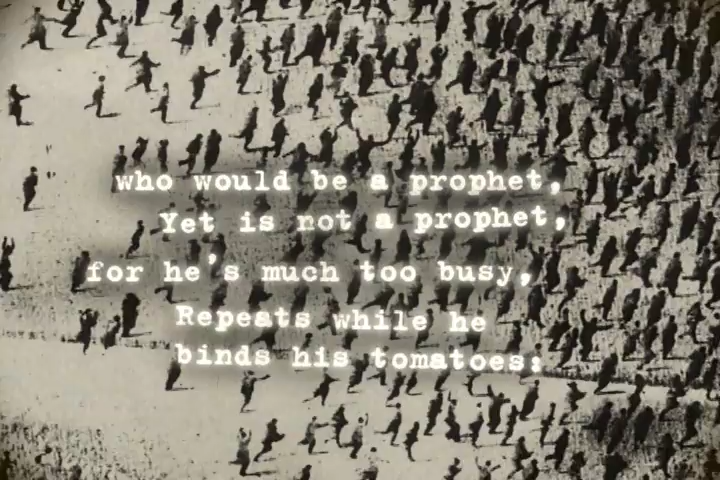 who would be a prophet,
Yet is not a prophet,
for he's much too busy,
Repeats while he
binds his tomatoes: